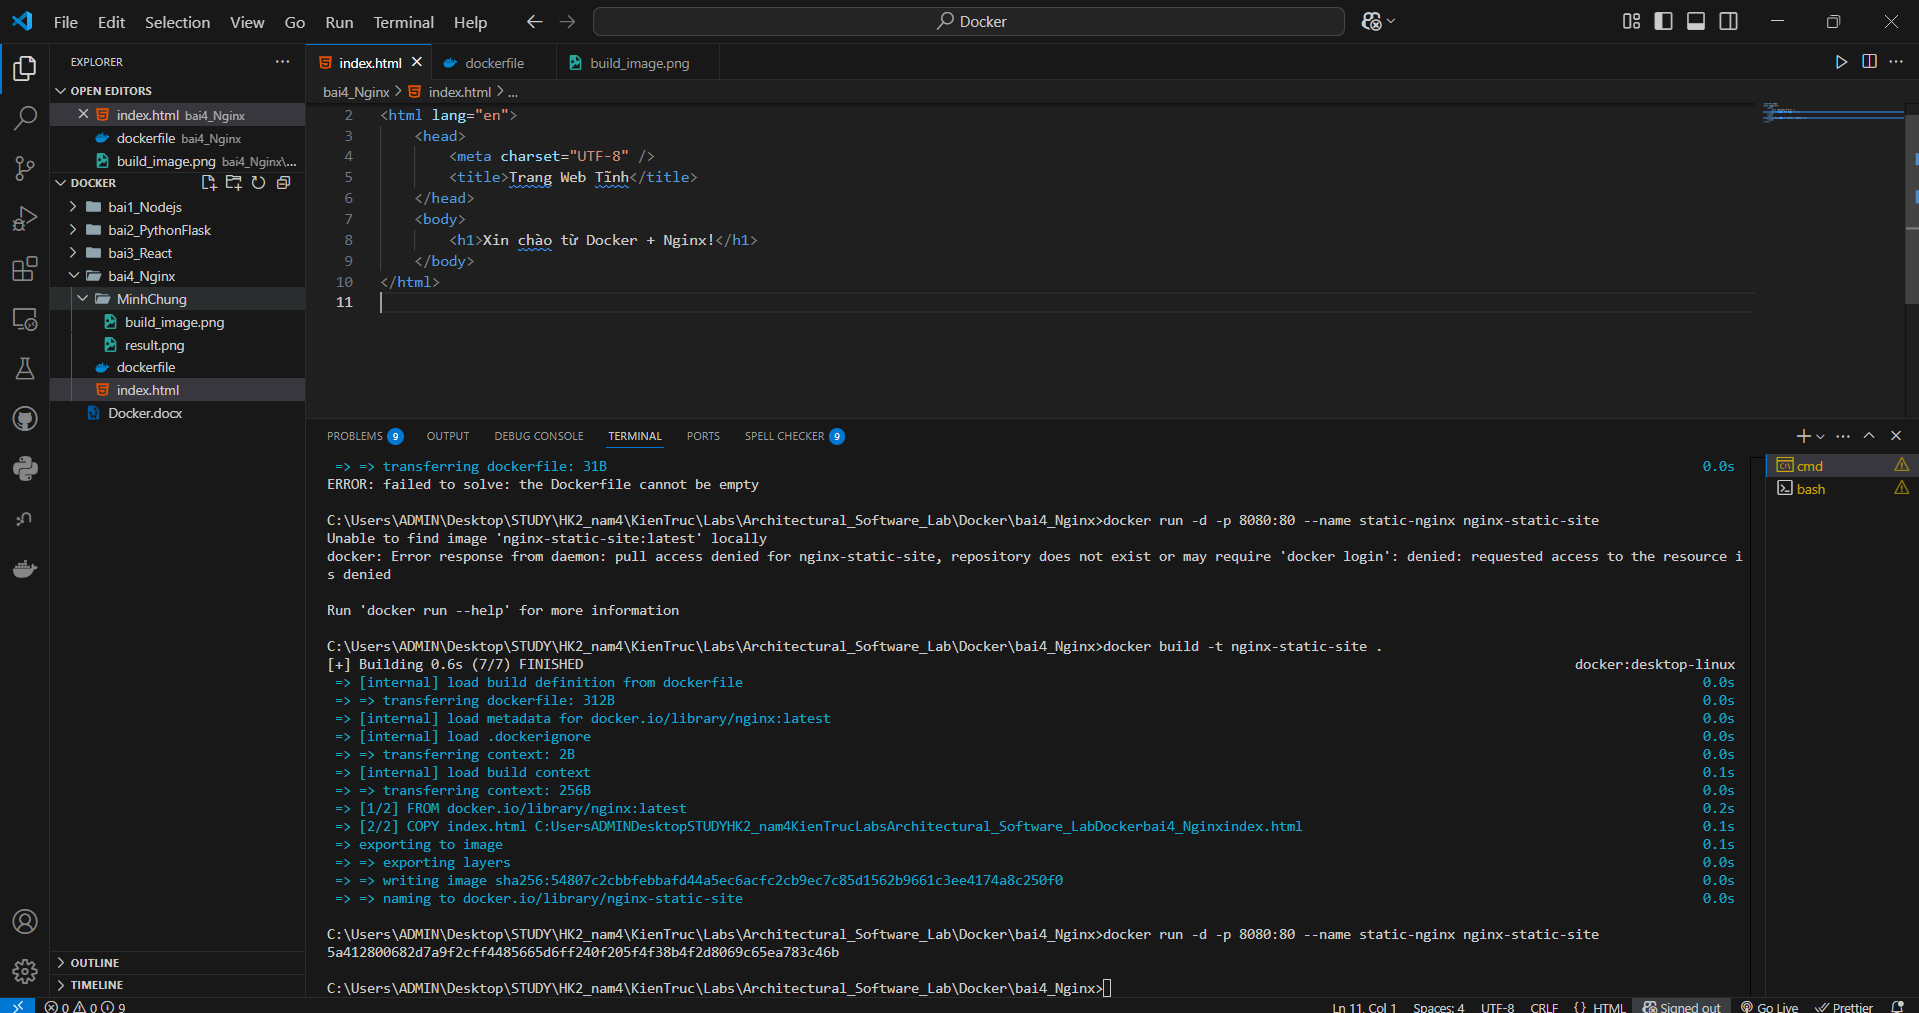 File Edit Selection View Go Run Terminal Help
Docker
EXPLORER
OPEN EDITORS
index.html bai4_Nginx
dockerfile bai4_Nginx
build_image.png bai4_Nginx\...
DOCKER
bai1_Nodejs
bai2_PythonFlask
bai3_React
bai4_Nginx
MinhChung
build_image.png
result.png
dockerfile
index.html
Docker.docx
OUTLINE
TIMELINE
index.html dockerfile build_image.png
bai4_Nginx > index.html > ...
2 <html lang="en">
3 <head>
4 <meta charset="UTF-8" />
5 <title>Trang Web Tĩnh</title>
6 </head>
7 <body>
8 <h1>Xin chào từ Docker + Nginx!</h1>
9 </body>
10 </html>
11
PROBLEMS 9 OUTPUT DEBUG CONSOLE TERMINAL PORTS SPELL CHECKER 9
cmd
bash
=> => transferring dockerfile: 31B 0.0s
ERROR: failed to solve: the Dockerfile cannot be empty
C:\Users\ADMIN\Desktop\STUDY\HK2_nam4\KienTruc\Labs\Architectural_Software_Lab\Docker\bai4_Nginx>docker run -d -p 8080:80 --name static-nginx nginx-static-site
Unable to find image 'nginx-static-site:latest' locally
docker: Error response from daemon: pull access denied for nginx-static-site, repository does not exist or may require 'docker login': denied: requested access to the resource i
s denied
Run 'docker run --help' for more information
C:\Users\ADMIN\Desktop\STUDY\HK2_nam4\KienTruc\Labs\Architectural_Software_Lab\Docker\bai4_Nginx>docker build -t nginx-static-site .
[+] Building 0.6s (7/7) FINISHED docker:desktop-linux
=> [internal] load build definition from dockerfile 0.0s
=> => transferring dockerfile: 312B 0.0s
=> [internal] load metadata for docker.io/library/nginx:latest 0.0s
=> [internal] load .dockerignore 0.0s
=> => transferring context: 2B 0.0s
=> [internal] load build context 0.1s
=> => transferring context: 256B 0.0s
=> [1/2] FROM docker.io/library/nginx:latest 0.2s
=> [2/2] COPY index.html C:UsersADMINDesktopSTUDYHK2_nam4KienTrucLabsArchitectural_Software_LabDockerbai4_Nginxindex.html 0.1s
=> exporting to image 0.1s
=> => exporting layers 0.0s
=> => writing image sha256:54807c2cbbfebbafd44a5ec6acfc2cb9ec7c85d1562b9661c3ee4174a8c250f0 0.0s
=> => naming to docker.io/library/nginx-static-site 0.0s
C:\Users\ADMIN\Desktop\STUDY\HK2_nam4\KienTruc\Labs\Architectural_Software_Lab\Docker\bai4_Nginx>docker run -d -p 8080:80 --name static-nginx nginx-static-site
5a412800682d7a9f2cff4485665d6ff240f205f4f38b4f2d8069c65ea783c46b
C:\Users\ADMIN\Desktop\STUDY\HK2_nam4\KienTruc\Labs\Architectural_Software_Lab\Docker\bai4_Nginx>
0 0 9 Ln 11, Col 1 Spaces: 4 UTF-8 CRLF {} HTML Signed out Go Live Prettier